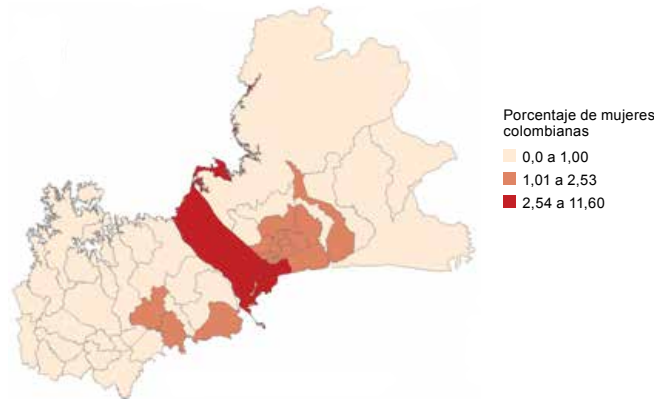 Porcentaje de mujeres
colombianas
0,0 a 1,00
1,01 a 2,53
2,54 a 11,60